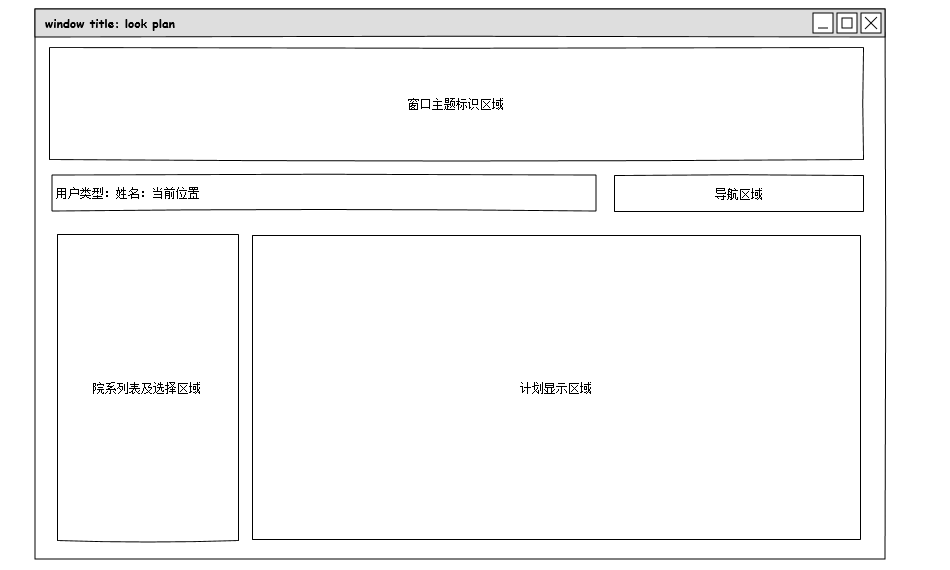 window title: look plan
窗口主题标识区域
用户类型：姓名：当前位置
导航区域
院系列表及选择区域
计划显示区域